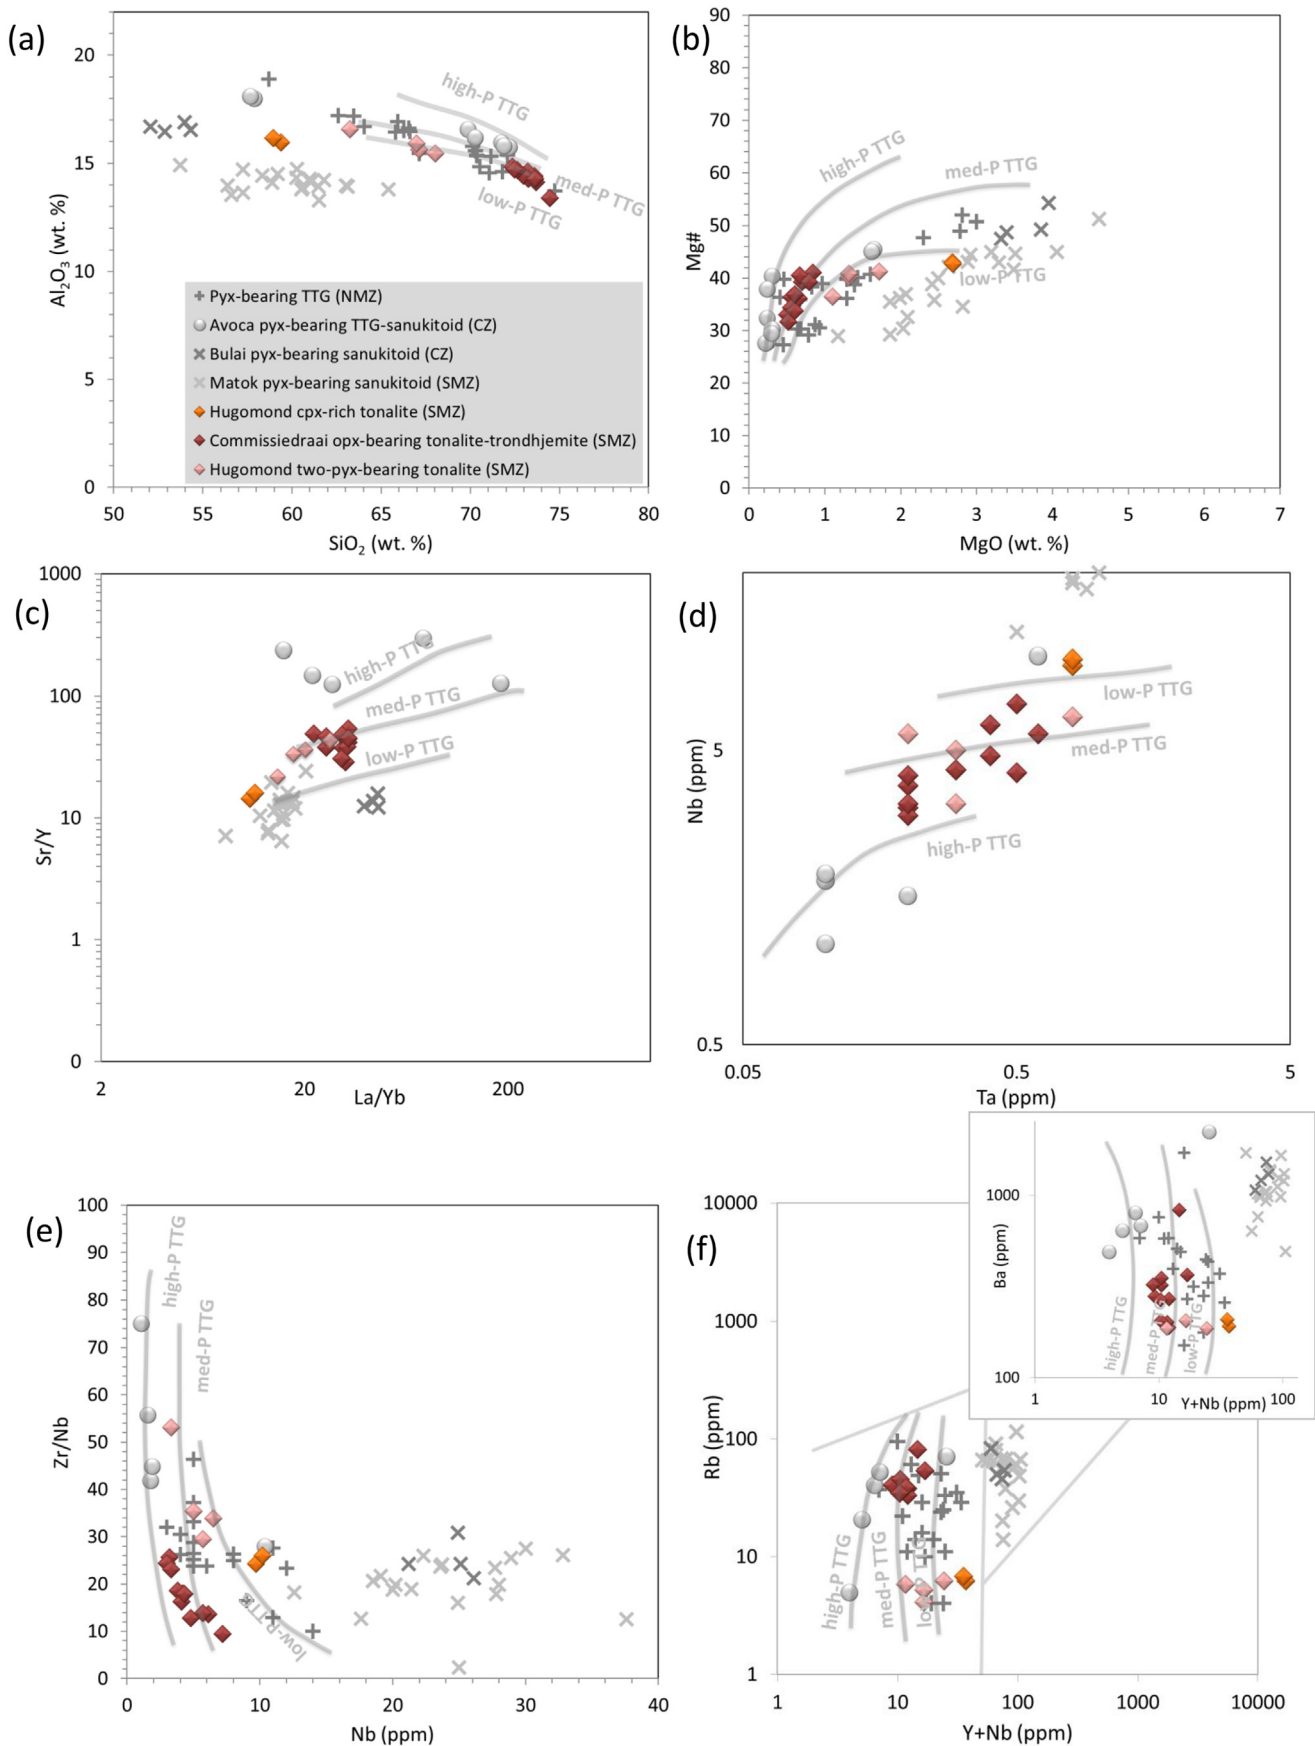 (a)
Al2O3 (wt. %)
20
15
10
5
0
50 55 60 65 70 75 80
SiO2 (wt. %)
high-P TTG
med-P TTG
low-P TTG
Pyx-bearing TTG (NMZ)
Avoca pyx-bearing TTG-sanukitoid (CZ)
Bulai pyx-bearing sanukitoid (CZ)
Matok pyx-bearing sanukitoid (SMZ)
Hugomond cpx-rich tonalite (SMZ)
Commissiedraai opx-bearing tonalite-trondhjemite (SMZ)
Hugomond two-pyx-bearing tonalite (SMZ)
(b)
Mg#
90
80
70
60
50
40
30
20
10
0
0 1 2 3 4 5 6 7
MgO (wt. %)
high-P TTG
med-P TTG
low-P TTG
(c)
Sr/Y
1000
100
10
1
0
2 20 200
La/Yb
high-P TTG
med-P TTG
low-P TTG
(d)
Nb (ppm)
5
0.5
0.05 0.5 5
Ta (ppm)
low-P TTG
med-P TTG
high-P TTG
(e)
Zr/Nb
100
90
80
70
60
50
40
30
20
10
0
0 10 20 30 40
Nb (ppm)
high-P TTG
med-P TTG
low-P TTG
(f)
Rb (ppm)
10000
1000
100
10
1
1 10 100 1000 10000
Y+Nb (ppm)
high-P TTG
med-P TTG
low-P TTG
Ba (ppm)
1000
100
1 10 100
Y+Nb (ppm)
high-P TTG
med-P TTG
low-P TTG